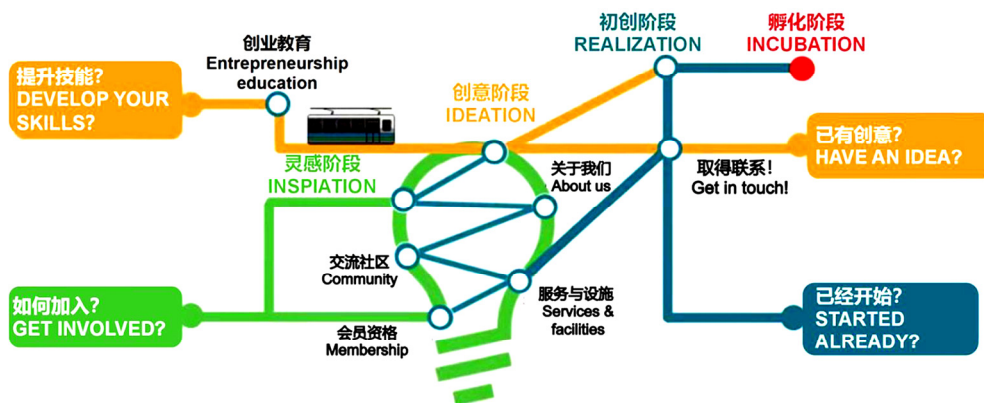 创业教育
Entrepreneurship
education
初创阶段
REALIZATION
孵化阶段
INCUBATION
提升技能?
DEVELOP YOUR
SKILLS?
创意阶段
IDEATION
已有创意?
HAVE AN IDEA?
灵感阶段
INSPIATION
关于我们
About us
取得联系!
Get in touch!
交流社区
Community
如何加入?
GET INVOLVED?
会员资格
Membership
服务与设施
Services &
facilities
已经开始?
STARTED
ALREADY?